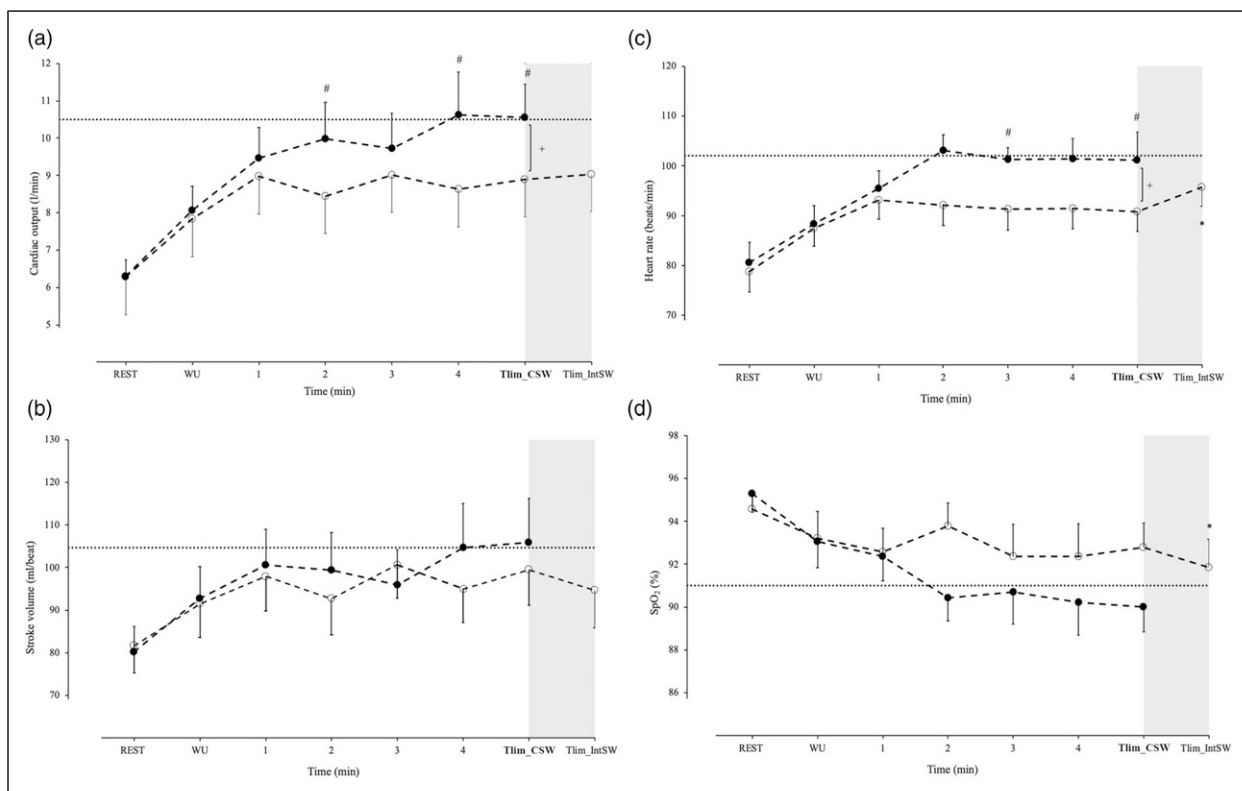 (a)
Cardiac output (l/min)
12
11
10
9
8
7
6
5
#
#
#
+
REST
WU
1
2
3
4
Tlim_CSW
Tlim_IntSW
Time (min)
(b)
Stroke volume (ml/beat)
130
120
110
100
90
80
70
REST
WU
1
2
3
4
Tlim_CSW
Tlim_IntSW
Time (min)
(c)
Heart rate (beats/min)
120
110
100
90
80
70
#
#
+
*
REST
WU
1
2
3
4
Tlim_CSW
Tlim_IntSW
Time (min)
(d)
SpO₂ (%)
98
96
94
92
90
88
86
*
REST
WU
1
2
3
4
Tlim_CSW
Tlim_IntSW
Time (min)